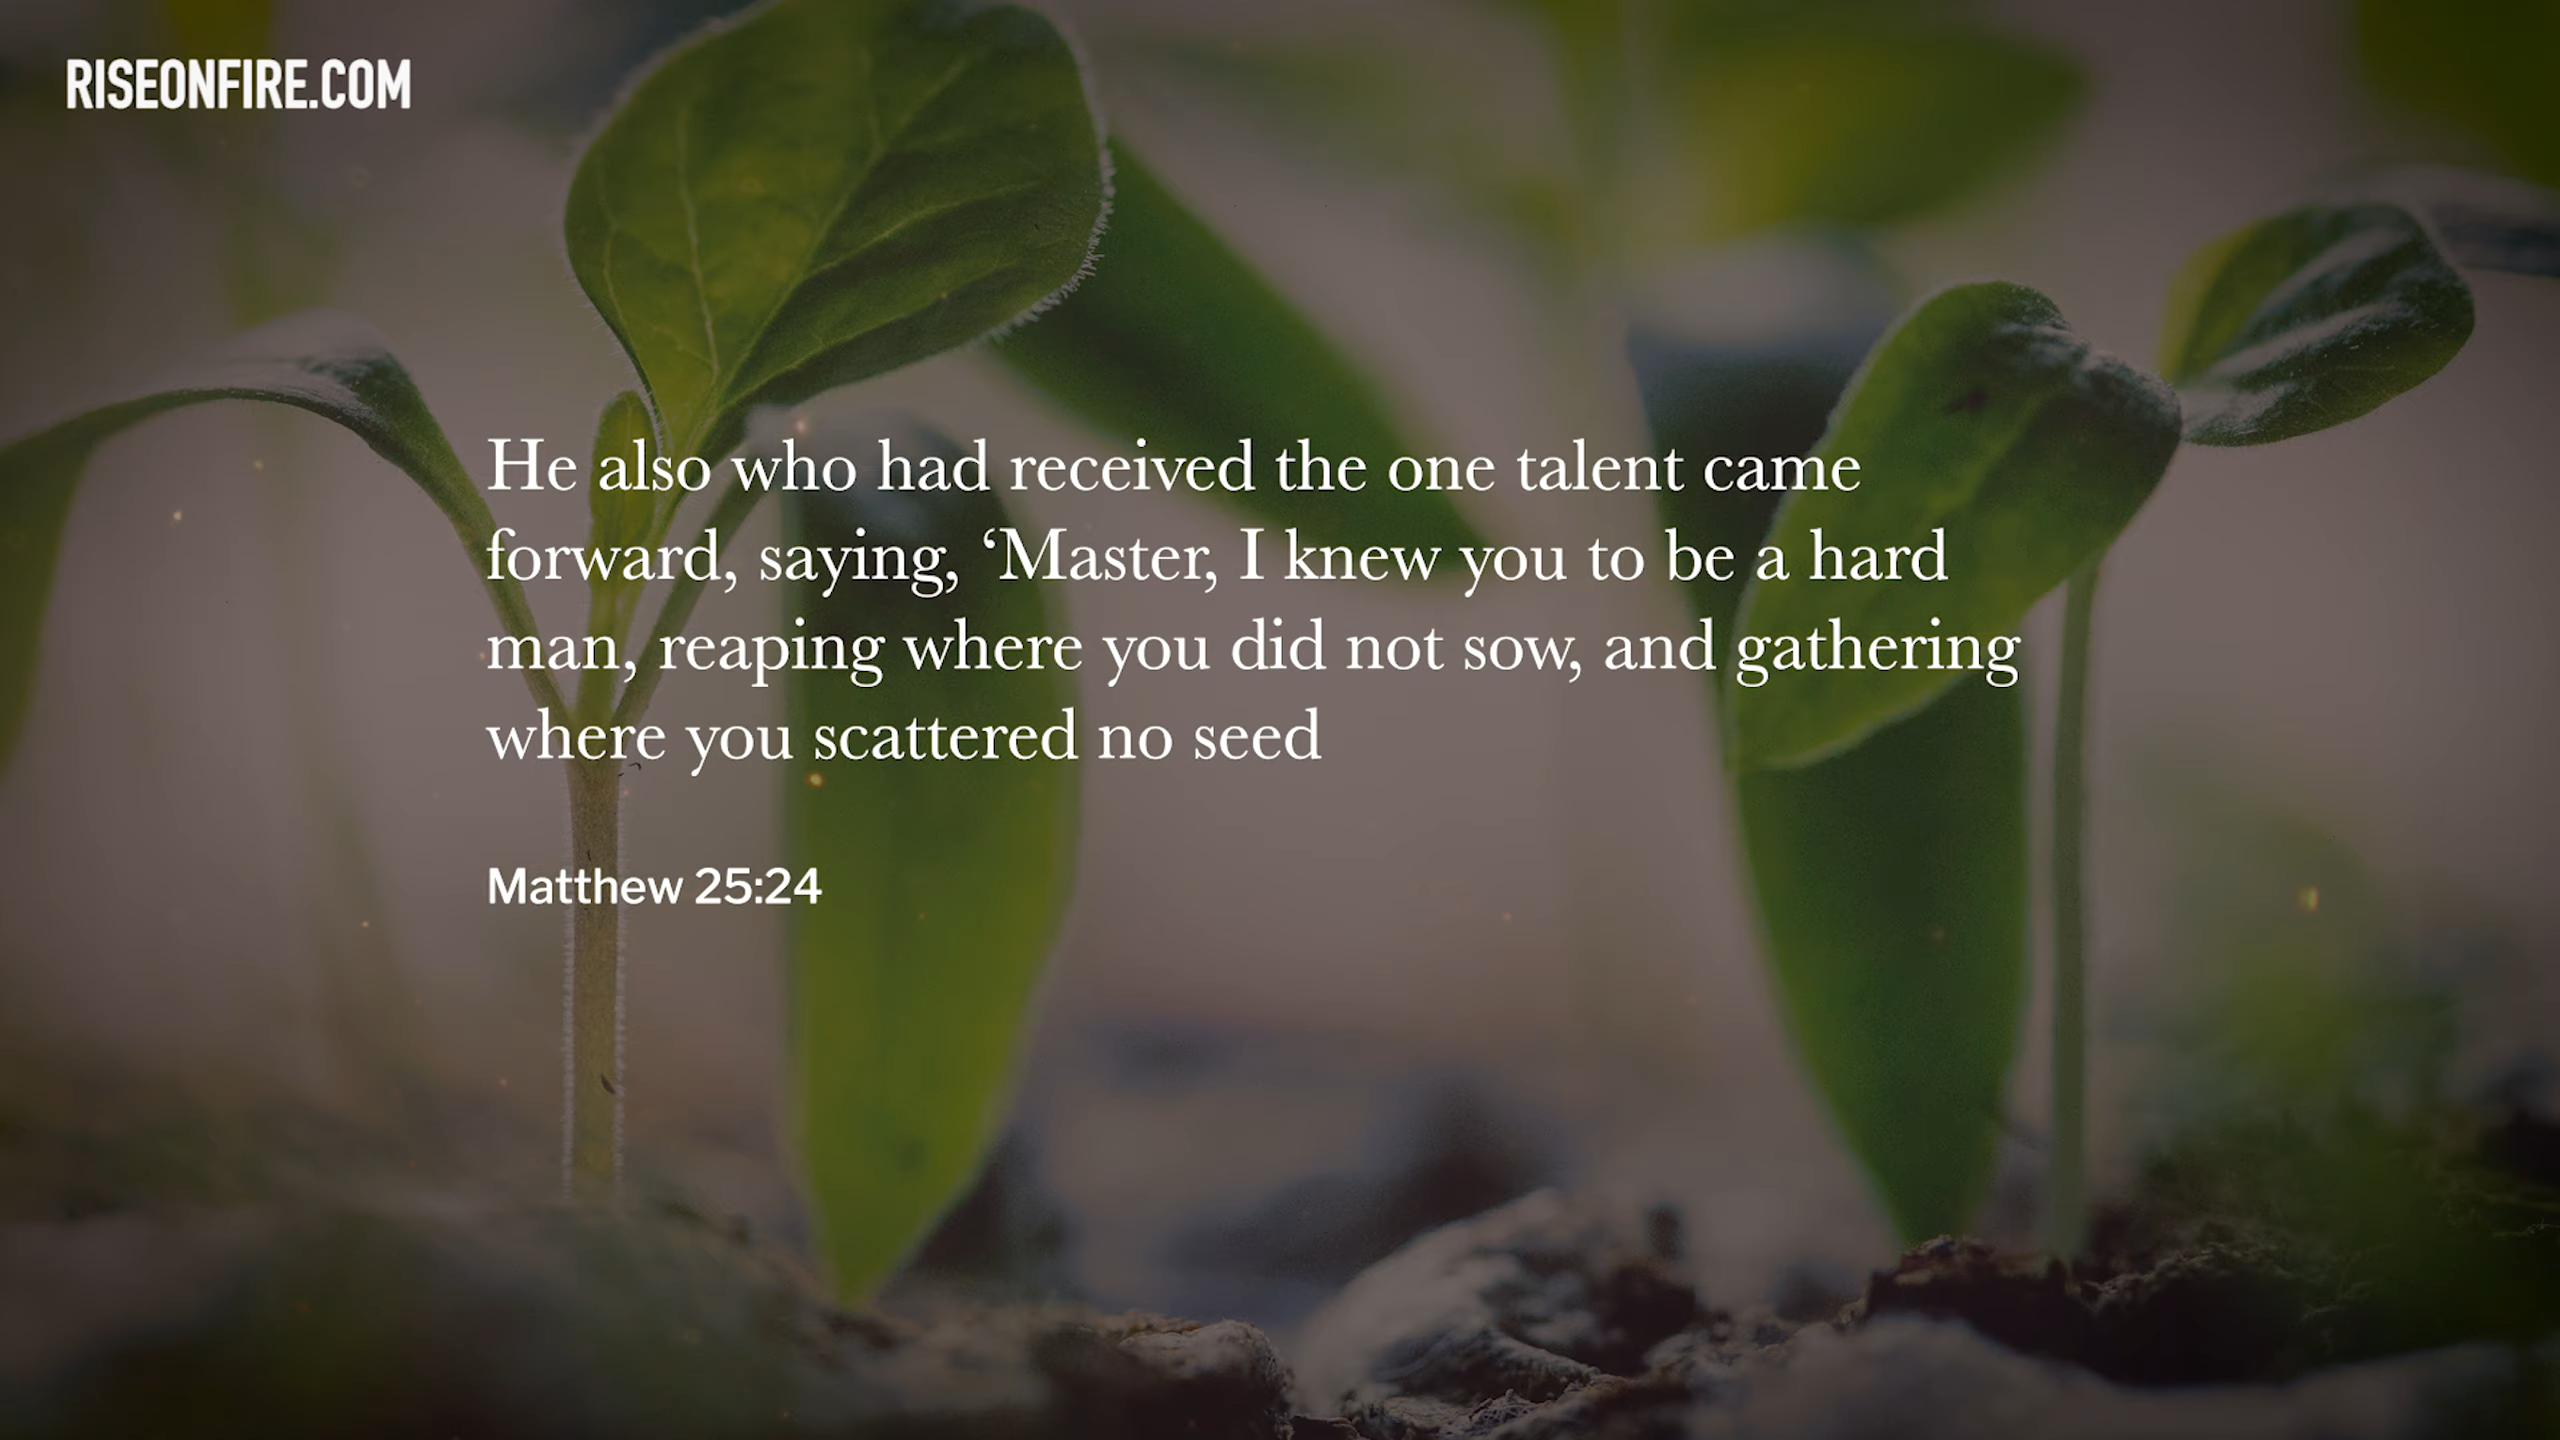 RISEONFIRE.COM
He also who had received the one talent came
forward, saying, ‘Master, I knew you to be a hard
man, reaping where you did not sow, and gathering
where you scattered no seed
Matthew 25:24